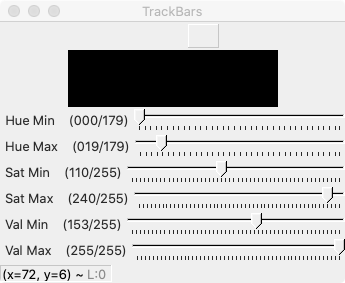 TrackBars
Hue Min (000/179)
Hue Max (019/179)
Sat Min (110/255)
Sat Max (240/255)
Val Min (153/255)
Val Max (255/255)
(x=72, y=6) ~ L:0